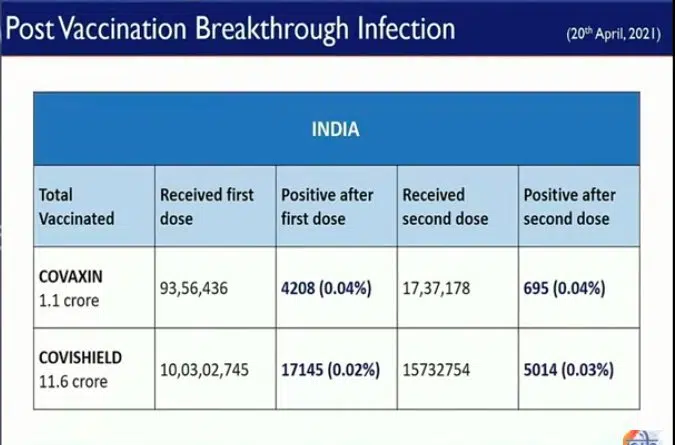 Post Vaccination Breakthrough Infection
(20th April, 2021)
INDIA
Total Vaccinated
Received first dose
Positive after first dose
Received second dose
Positive after second dose
COVAXIN
1.1 crore
93,56,436
4208 (0.04%)
17,37,178
695 (0.04%)
COVISHIELD
11.6 crore
10,03,02,745
17145 (0.02%)
15732754
5014 (0.03%)